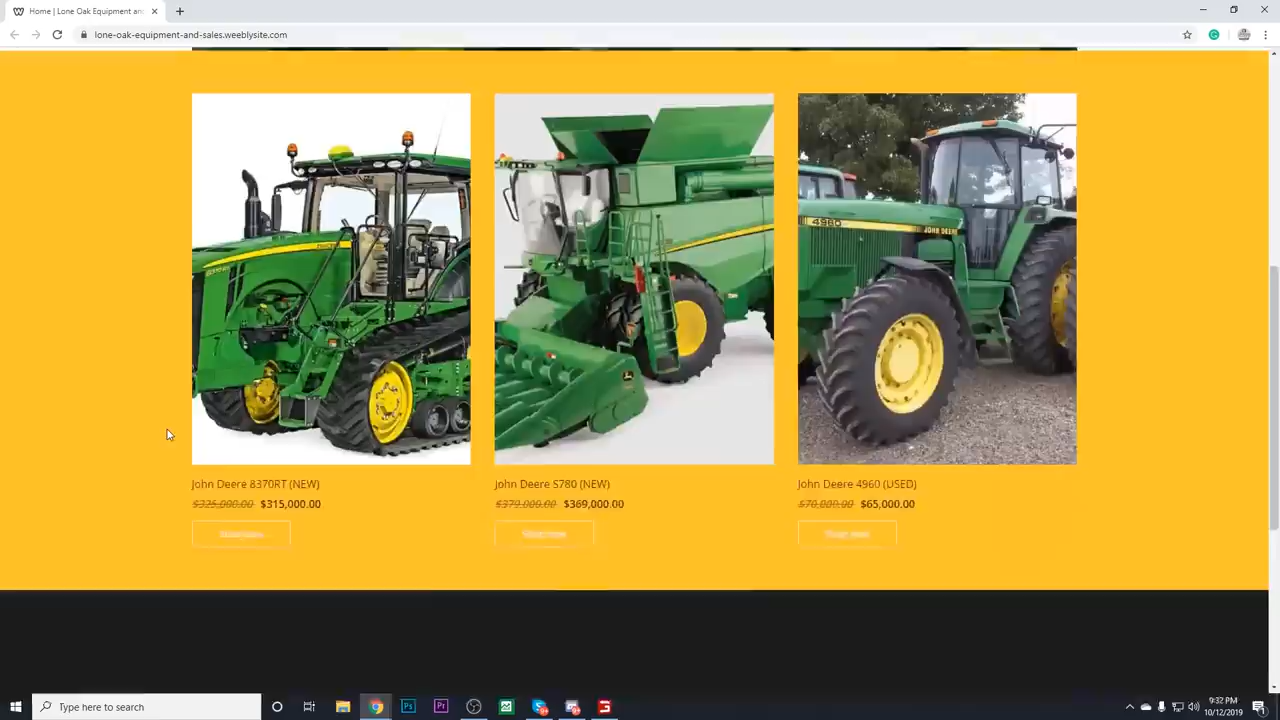 Home | Lone Oak Equipment an
lone-oak-equipment-and-sales.weeblysite.com
4960
JOHN DEERE
John Deere 8370RT (NEW)
$325,000.00 $315,000.00
John Deere S780 (NEW)
$379,000.00 $369,000.00
John Deere 4960 (USED)
$70,000.00 $65,000.00
Type here to search
9:32 PM
10/12/2019